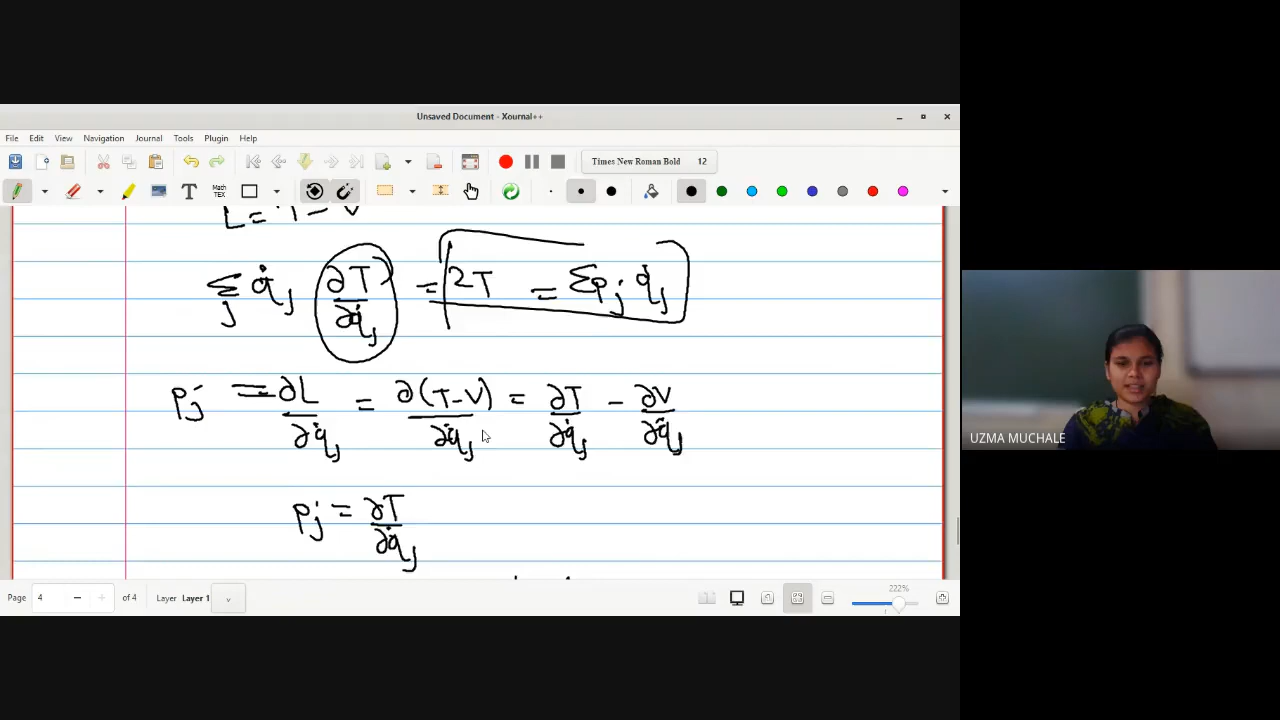 Unsaved Document - Xournal++
File Edit View Navigation Journal Tools Plugin Help
Times New Roman Bold 12
L = T - V
Σ_j q̇_j ∂T/∂q̇_j = 2T = Σ p_j q̇_j
p_j = ∂L/∂q̇_j = ∂(T-V)/∂q̇_j = ∂T/∂q̇_j - ∂V/∂q̇_j
p_j = ∂T/∂q̇_j
Page 4 of 4 Layer Layer 1 222%
UZMA MUCHALE